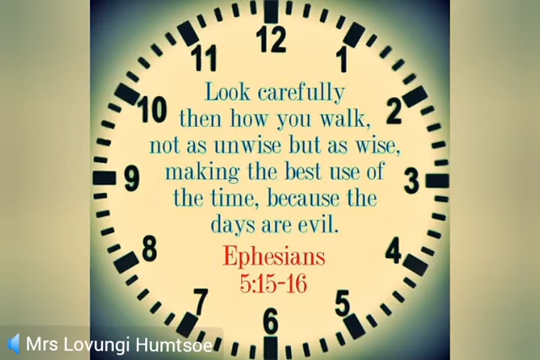 12
11
1
10
2
9
3
8
4
7
5
6
Look carefully
then how you walk,
not as unwise but as wise,
making the best use of
the time, because the
days are evil.
Ephesians
5:15-16
Mrs Lovungi Humtsoe